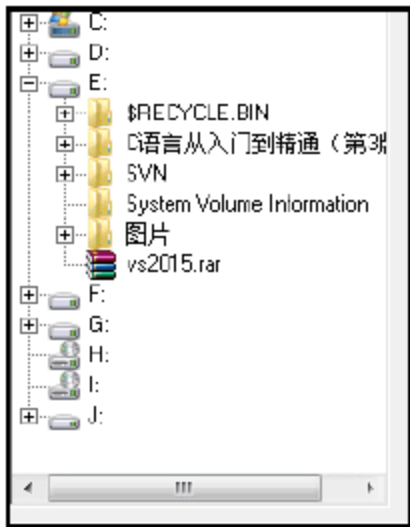 C:
D:
E:
$RECYCLE.BIN
C语言从入门到精通（第3版
SVN
System Volume Information
图片
vs2015.rar
F:
G:
H:
I:
J: